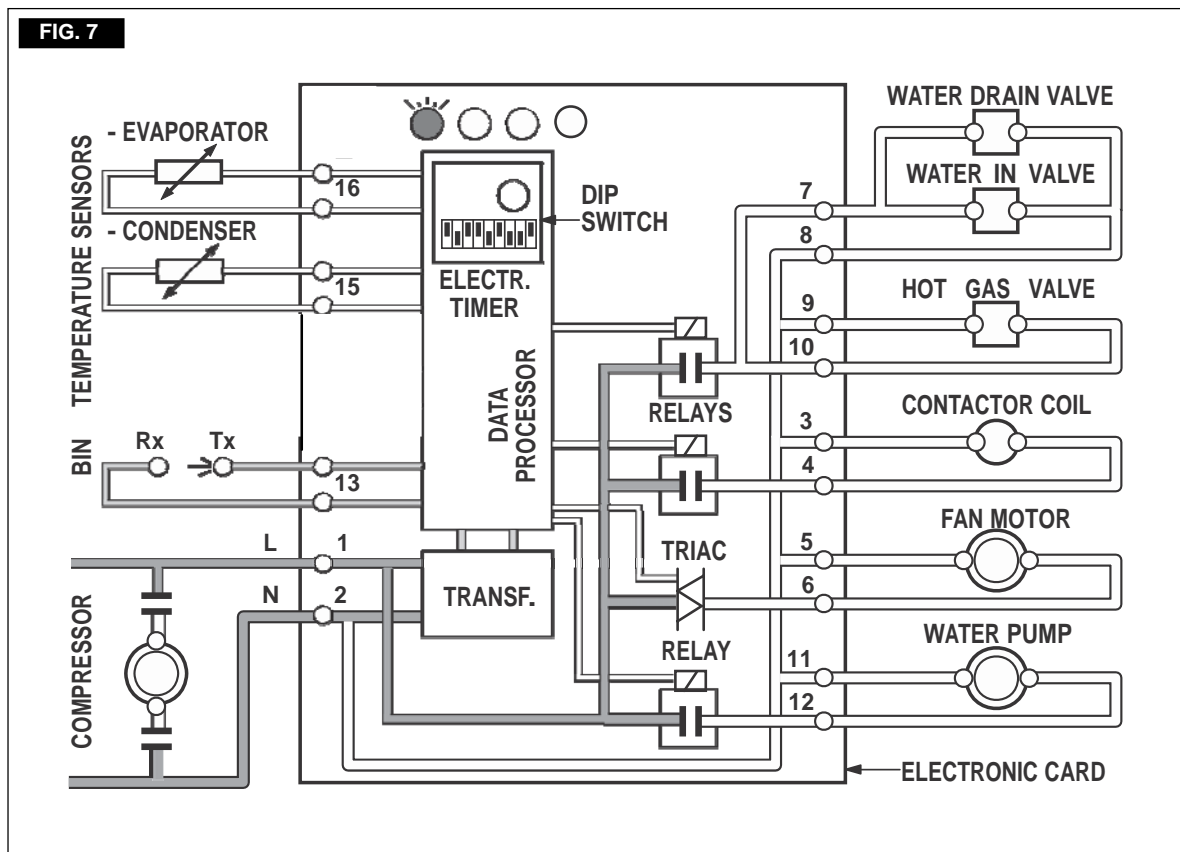 FIG. 7
TEMPERATURE SENSORS
- EVAPORATOR
16
- CONDENSER
15
BIN
Rx
Tx
13
L
1
N
2
COMPRESSOR
DIP
SWITCH
ELECTR.
TIMER
DATA
PROCESSOR
TRANSF.
RELAYS
TRIAC
RELAY
WATER DRAIN VALVE
WATER IN VALVE
7
8
HOT GAS VALVE
9
10
CONTACTOR COIL
3
4
FAN MOTOR
5
6
WATER PUMP
11
12
ELECTRONIC CARD